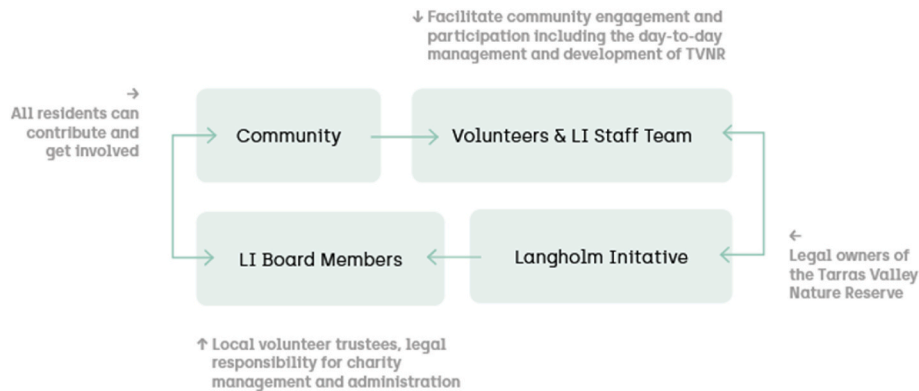 ↓ Facilitate community engagement and
participation including the day-to-day
management and development of TVNR
→
All residents can
contribute and
get involved
Community
Volunteers & LI Staff Team
LI Board Members
Langholm Initative
←
Legal owners of
the Tarras Valley
Nature Reserve
↑ Local volunteer trustees, legal
responsibility for charity
management and administration